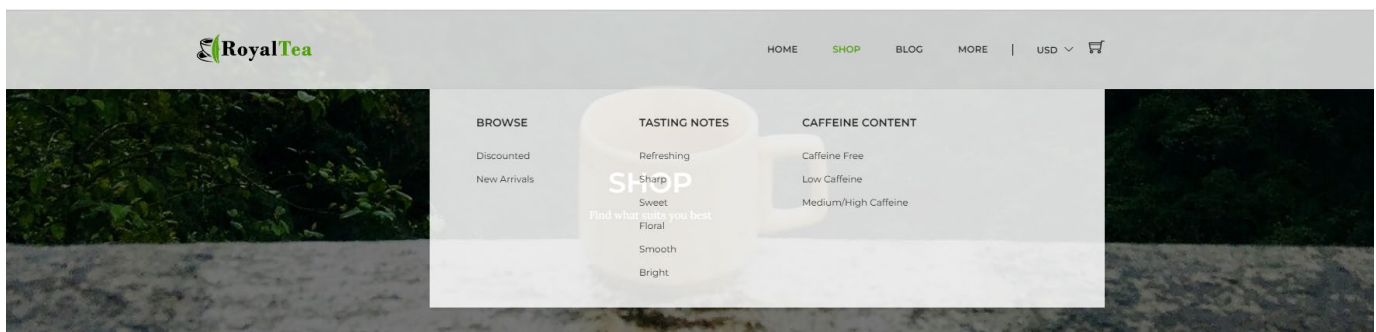 RoyalTea
HOME SHOP BLOG MORE | USD
BROWSE
Discounted
New Arrivals
TASTING NOTES
Refreshing
Sharp
Sweet
Floral
Smooth
Bright
CAFFEINE CONTENT
Caffeine Free
Low Caffeine
Medium/High Caffeine
SHOP
Find what suits you best